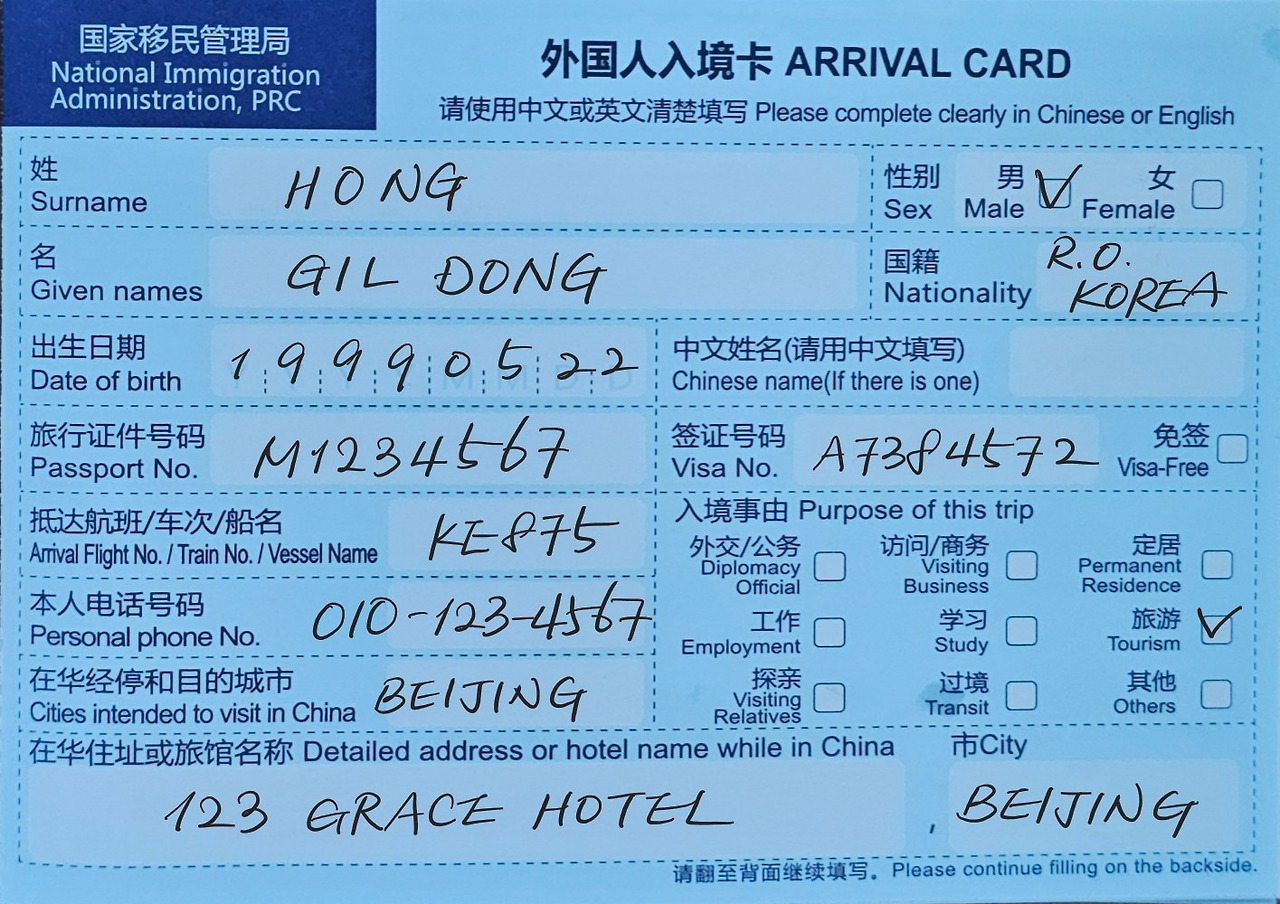 国家移民管理局
National Immigration
Administration, PRC
外国人入境卡 ARRIVAL CARD
请使用中文或英文清楚填写 Please complete clearly in Chinese or English
姓
Surname
HONG
性别
Sex
男
Male
女
Female
名
Given names
GIL DONG
国籍
Nationality
R.O.
KOREA
出生日期
Date of birth
19990522
中文姓名(请用中文填写)
Chinese name(If there is one)
旅行证件号码
Passport No.
M1234567
签证号码
Visa No.
A7384572
免签
Visa-Free
抵达航班/车次/船名
Arrival Flight No. / Train No. / Vessel Name
KE875
入境事由 Purpose of this trip
外交/公务
Diplomacy
Official
访问/商务
Visiting
Business
定居
Permanent
Residence
本人电话号码
Personal phone No.
010-123-4567
工作
Employment
学习
Study
旅游
Tourism
在华经停和目的城市
Cities intended to visit in China
BEIJING
探亲
Visiting
Relatives
过境
Transit
其他
Others
在华住址或旅馆名称 Detailed address or hotel name while in China
市City
123 GRACE HOTEL
, BEIJING
请翻至背面继续填写。Please continue filling on the backside.